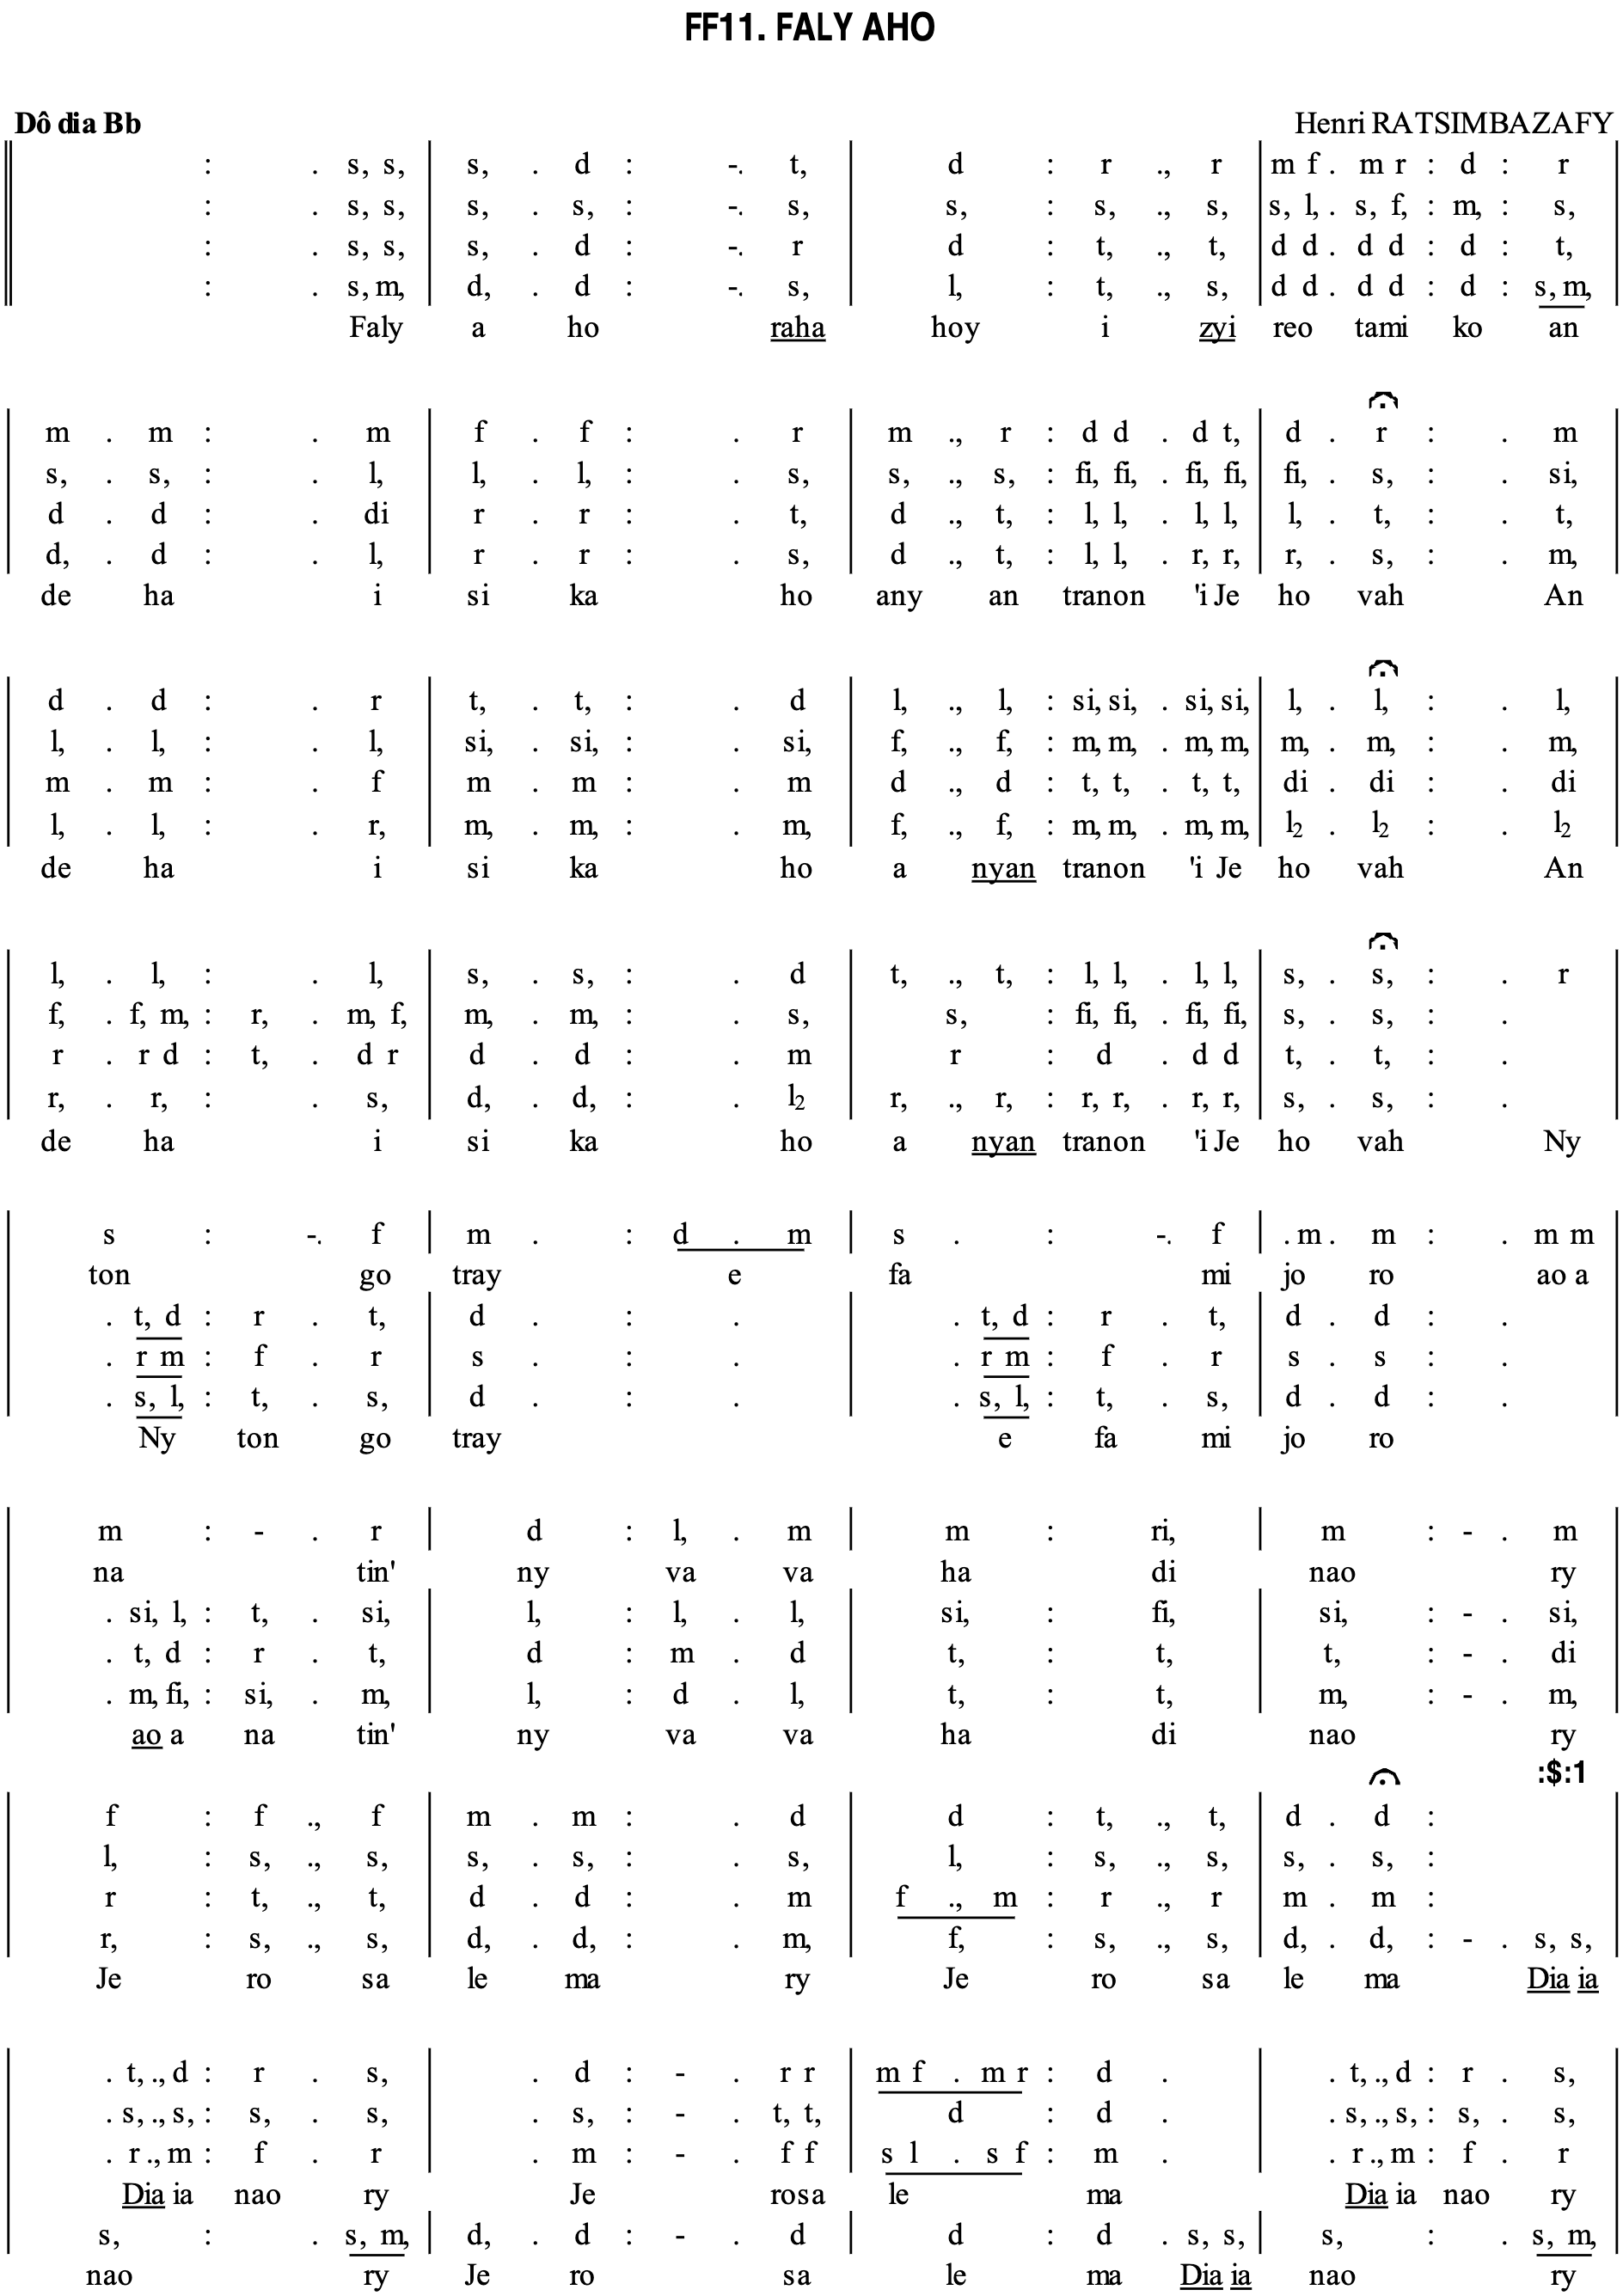 FF11. FALY AHO
Dô dia Bb Henri RATSIMBAZAFY
: . s, s, | s, . d : -. t, | d : r ., r | m f . m r : d : r |
: . s, s, | s, . s, : -. s, | s, : s, ., s, | s, l, . s, f, : m, : s, |
: . s, s, | s, . d : -. r | d : t, ., t, | d d . d d : d : t, |
: . s, m, | d, . d : -. s, | l, : t, ., s, | d d . d d : d : s, m, |
Faly a ho raha hoy i zyi reo tami ko an
| m . m : . m | f . f : . r | m ., r : d d . d t, | d . r : . m |
| s, . s, : . l, | l, . l, : . s, | s, ., s, : fi, fi, . fi, fi, | fi, . s, : . si, |
| d . d : . di | r . r : . t, | d ., t, : l, l, . l, l, | l, . t, : . t, |
| d, . d : . l, | r . r : . s, | d ., t, : l, l, . r, r, | r, . s, : . m, |
de ha i si ka ho any an tranon 'i Je ho vah An
| d . d : . r | t, . t, : . d | l, ., l, : si, si, . si, si, | l, . l, : . l, |
| l, . l, : . l, | si, . si, : . si, | f, ., f, : m, m, . m, m, | m, . m, : . m, |
| m . m : . f | m . m : . m | d ., d : t, t, . t, t, | di . di : . di |
| l, . l, : . r, | m, . m, : . m, | f, ., f, : m, m, . m, m, | l2 . l2 : . l2 |
de ha i si ka ho a nyan tranon 'i Je ho vah An
| l, . l, : . l, | s, . s, : . d | t, ., t, : l, l, . l, l, | s, . s, : . r |
| f, . f, m, : r, . m, f, | m, . m, : . s, | s, : fi, fi, . fi, fi, | s, . s, : . |
| r . r d : t, . d r | d . d : . m | r : d . d d | t, . t, : . |
| r, . r, : . s, | d, . d, : . l2 | r, ., r, : r, r, . r, r, | s, . s, : . |
de ha i si ka ho a nyan tranon 'i Je ho vah Ny
| s : -. f | m . : d . m | s . : -. f | . m . m : . m m |
ton go tray e fa mi jo ro ao a
| . t, d : r . t, | d . : . | . t, d : r . t, | d . d : . |
| . r m : f . r | s . : . | . r m : f . r | s . s : . |
| . s, l, : t, . s, | d . : . | . s, l, : t, . s, | d . d : . |
Ny ton go tray e fa mi jo ro
| m : - . r | d : l, . m | m : ri, | m : - . m |
na tin' ny va va ha di nao ry
| . si, l, : t, . si, | l, : l, . l, | si, : fi, | si, : - . si, |
| . t, d : r . t, | d : m . d | t, : t, | t, : - . di |
| . m, fi, : si, . m, | l, : d . l, | t, : t, | m, : - . m, |
ao a na tin' ny va va ha di nao ry
:$:1
| f : f ., f | m . m : . d | d : t, ., t, | d . d : |
| l, : s, ., s, | s, . s, : . s, | l, : s, ., s, | s, . s, : |
| r : t, ., t, | d . d : . m | f ., m : r ., r | m . m : |
| r, : s, ., s, | d, . d, : . m, | f, : s, ., s, | d, . d, : - . s, s, |
Je ro sa le ma ry Je ro sa le ma Dia ia
| . t, ., d : r . s, | . d : - . r r | m f . m r : d . | . t, ., d : r . s, |
| . s, ., s, : s, . s, | . s, : - . t, t, | d : d . | . s, ., s, : s, . s, |
| . r ., m : f . r | . m : - . f f | s l . s f : m . | . r ., m : f . r |
Dia ia nao ry Je rosa le ma Dia ia nao ry
| s, : . s, m, | d, . d : - . d | d : d . s, s, | s, : . s, m, |
nao ry Je ro sa le ma Dia ia nao ry